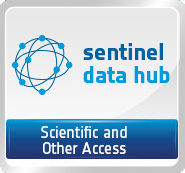 sentinel
data hub
Scientific and
Other Access